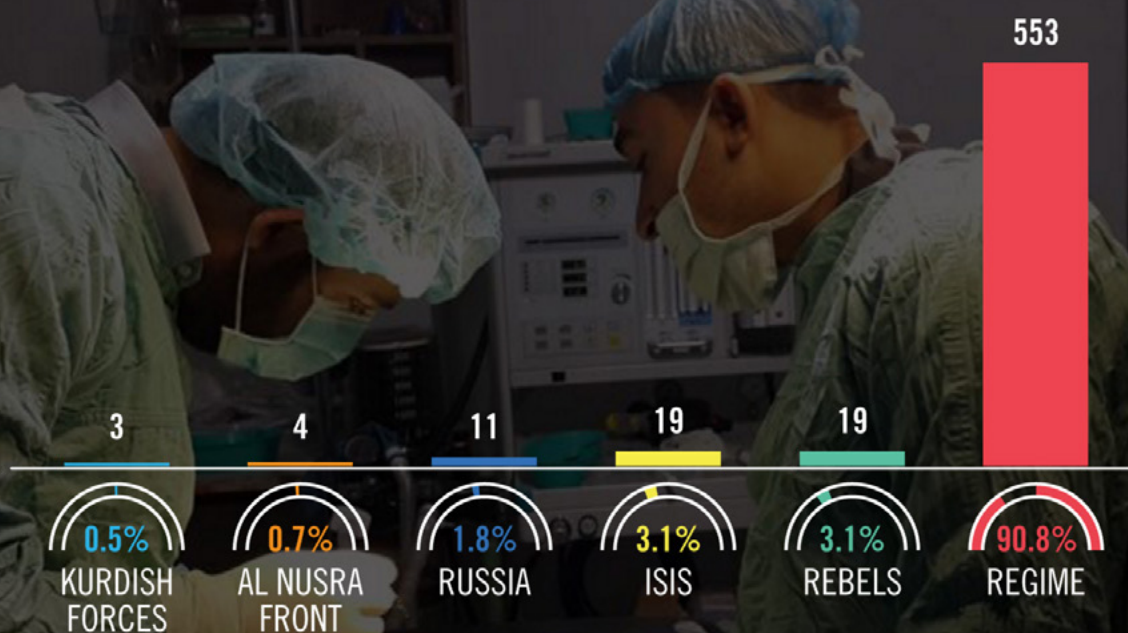 553
3
4
11
19
19
0.5%
0.7%
1.8%
3.1%
3.1%
90.8%
KURDISH
FORCES
AL NUSRA
FRONT
RUSSIA
ISIS
REBELS
REGIME